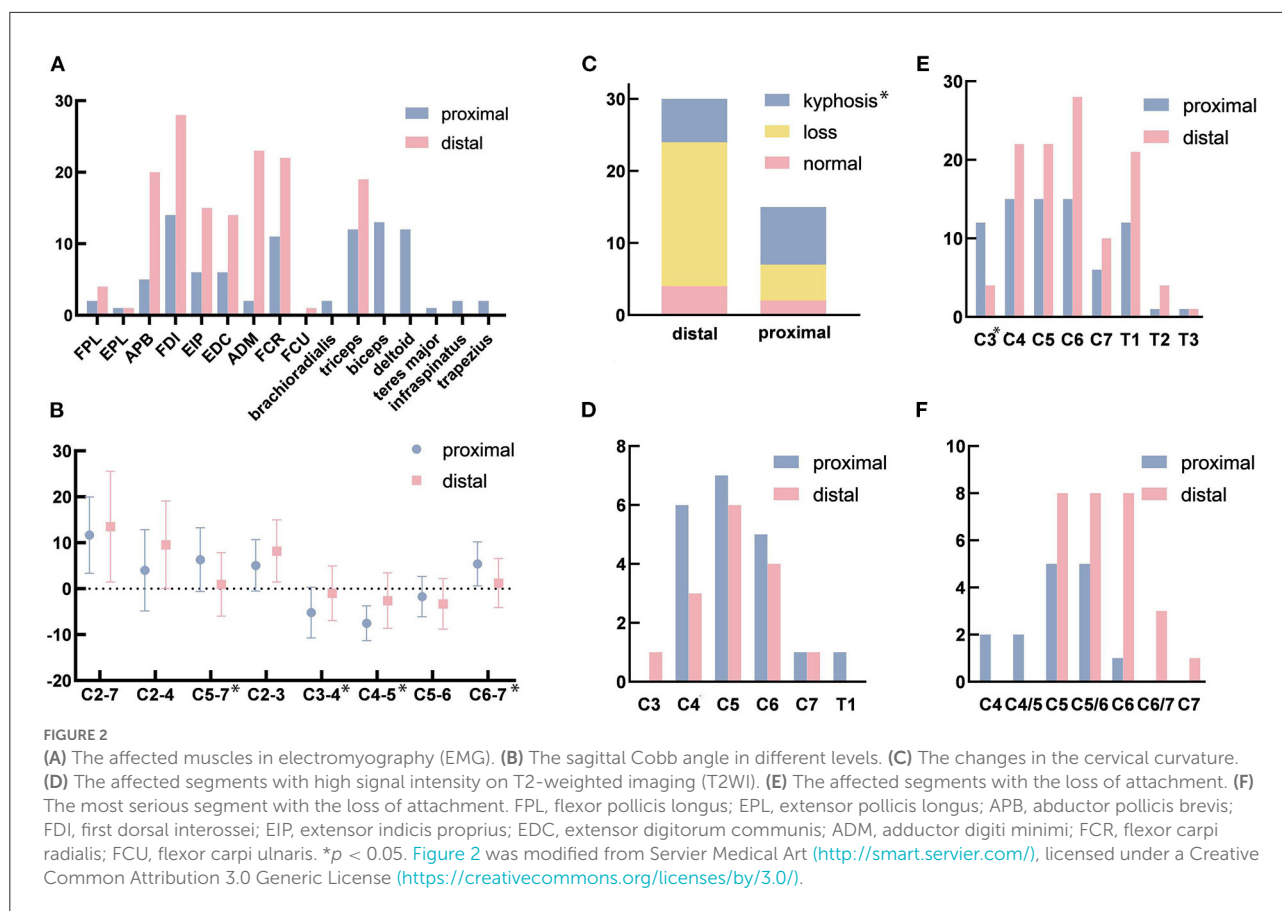 A
30
20
10
0
proximal
distal
FPL
EPL
APB
FDI
EIP
EDC
ADM
FCR
FCU
brachioradialis
triceps
biceps
deltoid
teres major
infraspinatus
trapezius
C
30
20
10
0
kyphosis*
loss
normal
distal proximal
E
30
20
10
0
proximal
distal
C3* C4 C5 C6 C7 T1 T2 T3
B
30
20
10
0
-10
-20
proximal
distal
C2-7 C2-4 C5-7* C2-3 C3-4* C4-5* C5-6 C6-7*
D
8
6
4
2
0
proximal
distal
C3 C4 C5 C6 C7 T1
F
10
8
6
4
2
0
proximal
distal
C4 C4/5 C5 C5/6 C6 C6/7 C7
FIGURE 2
(A) The affected muscles in electromyography (EMG). (B) The sagittal Cobb angle in different levels. (C) The changes in the cervical curvature.
(D) The affected segments with high signal intensity on T2-weighted imaging (T2WI). (E) The affected segments with the loss of attachment. (F)
The most serious segment with the loss of attachment. FPL, flexor pollicis longus; EPL, extensor pollicis longus; APB, abductor pollicis brevis;
FDI, first dorsal interossei; EIP, extensor indicis proprius; EDC, extensor digitorum communis; ADM, adductor digiti minimi; FCR, flexor carpi
radialis; FCU, flexor carpi ulnaris. *p < 0.05. Figure 2 was modified from Servier Medical Art (http://smart.servier.com/), licensed under a Creative
Common Attribution 3.0 Generic License (https://creativecommons.org/licenses/by/3.0/).